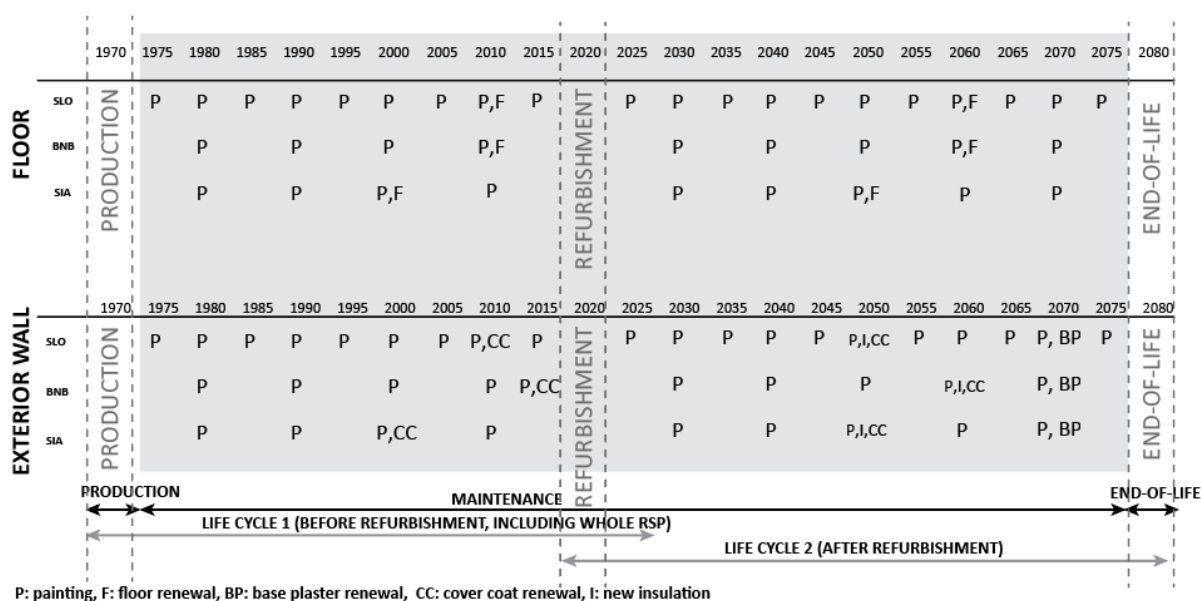 1970 1975 1980 1985 1990 1995 2000 2005 2010 2015 2020 2025 2030 2035 2040 2045 2050 2055 2060 2065 2070 2075 2080
FLOOR
PRODUCTION
REFURBISHMENT
END-OF-LIFE
SLO P P P P P P P P,F P P P P P P P P P,F P P P
BNB P P P P,F P P P P,F P
SIA P P P,F P P P P,F P P
1970 1975 1980 1985 1990 1995 2000 2005 2010 2015 2020 2025 2030 2035 2040 2045 2050 2055 2060 2065 2070 2075 2080
EXTERIOR WALL
PRODUCTION
REFURBISHMENT
END-OF-LIFE
SLO P P P P P P P P,CC P P P P P P P,I,CC P P P P, BP P
BNB P P P P P,CC P P P P,I,CC P, BP
SIA P P P,CC P P P P,I,CC P P, BP
PRODUCTION MAINTENANCE END-OF-LIFE
LIFE CYCLE 1 (BEFORE REFURBISHMENT, INCLUDING WHOLE RSP)
LIFE CYCLE 2 (AFTER REFURBISHMENT)
P: painting, F: floor renewal, BP: base plaster renewal, CC: cover coat renewal, I: new insulation